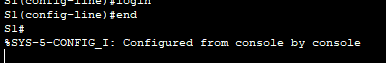 S1(config-line)#login
S1(config-line)#end
S1#
%SYS-5-CONFIG_I: Configured from console by console